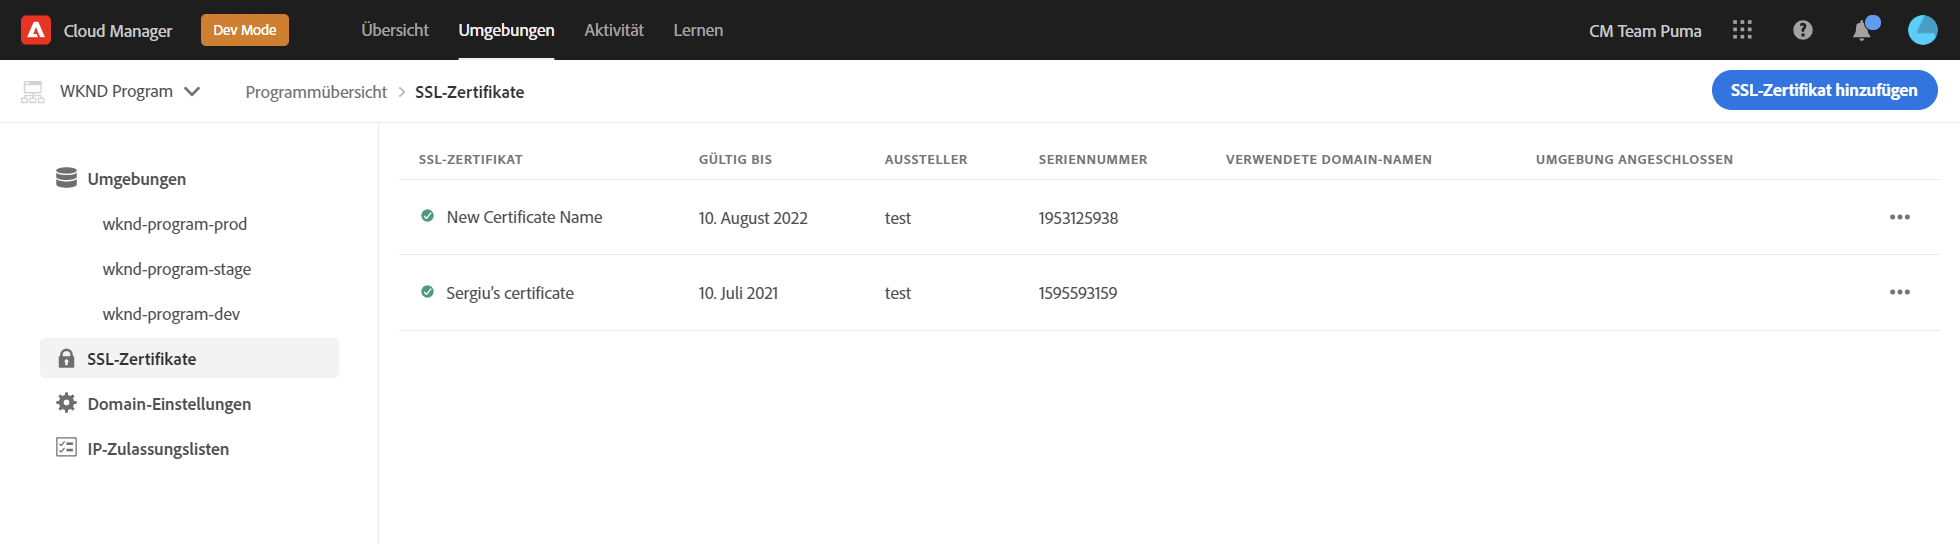 Cloud Manager Dev Mode Übersicht Umgebungen Aktivität Lernen CM Team Puma
WKND Program Programmübersicht > SSL-Zertifikate SSL-Zertifikat hinzufügen
Umgebungen
wknd-program-prod
wknd-program-stage
wknd-program-dev
SSL-Zertifikate
Domain-Einstellungen
IP-Zulassungslisten
SSL-ZERTIFIKAT GÜLTIG BIS AUSSTELLER SERIENNUMMER VERWENDETE DOMAIN-NAMEN UMGEBUNG ANGESCHLOSSEN
New Certificate Name 10. August 2022 test 1953125938
Sergiu's certificate 10. Juli 2021 test 1595593159